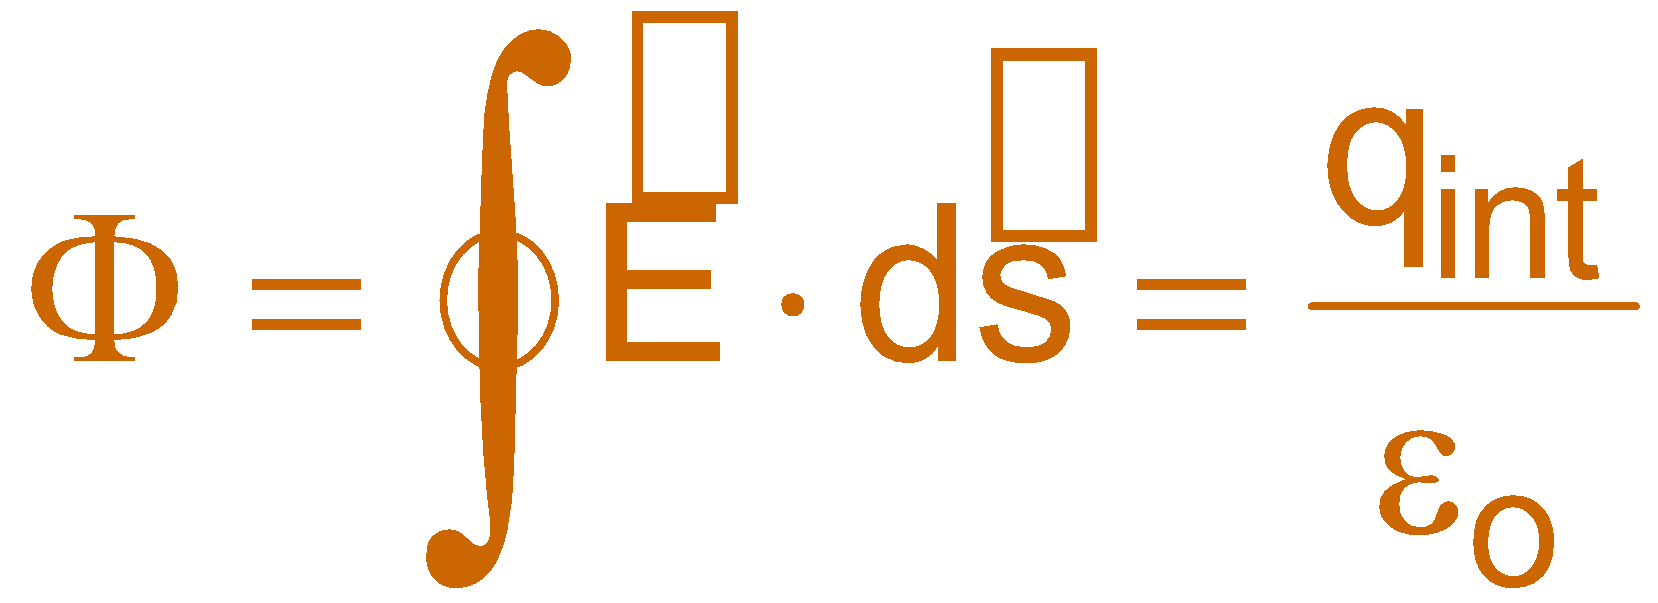 Φ = ∮ E · ds = q_int / ε_o